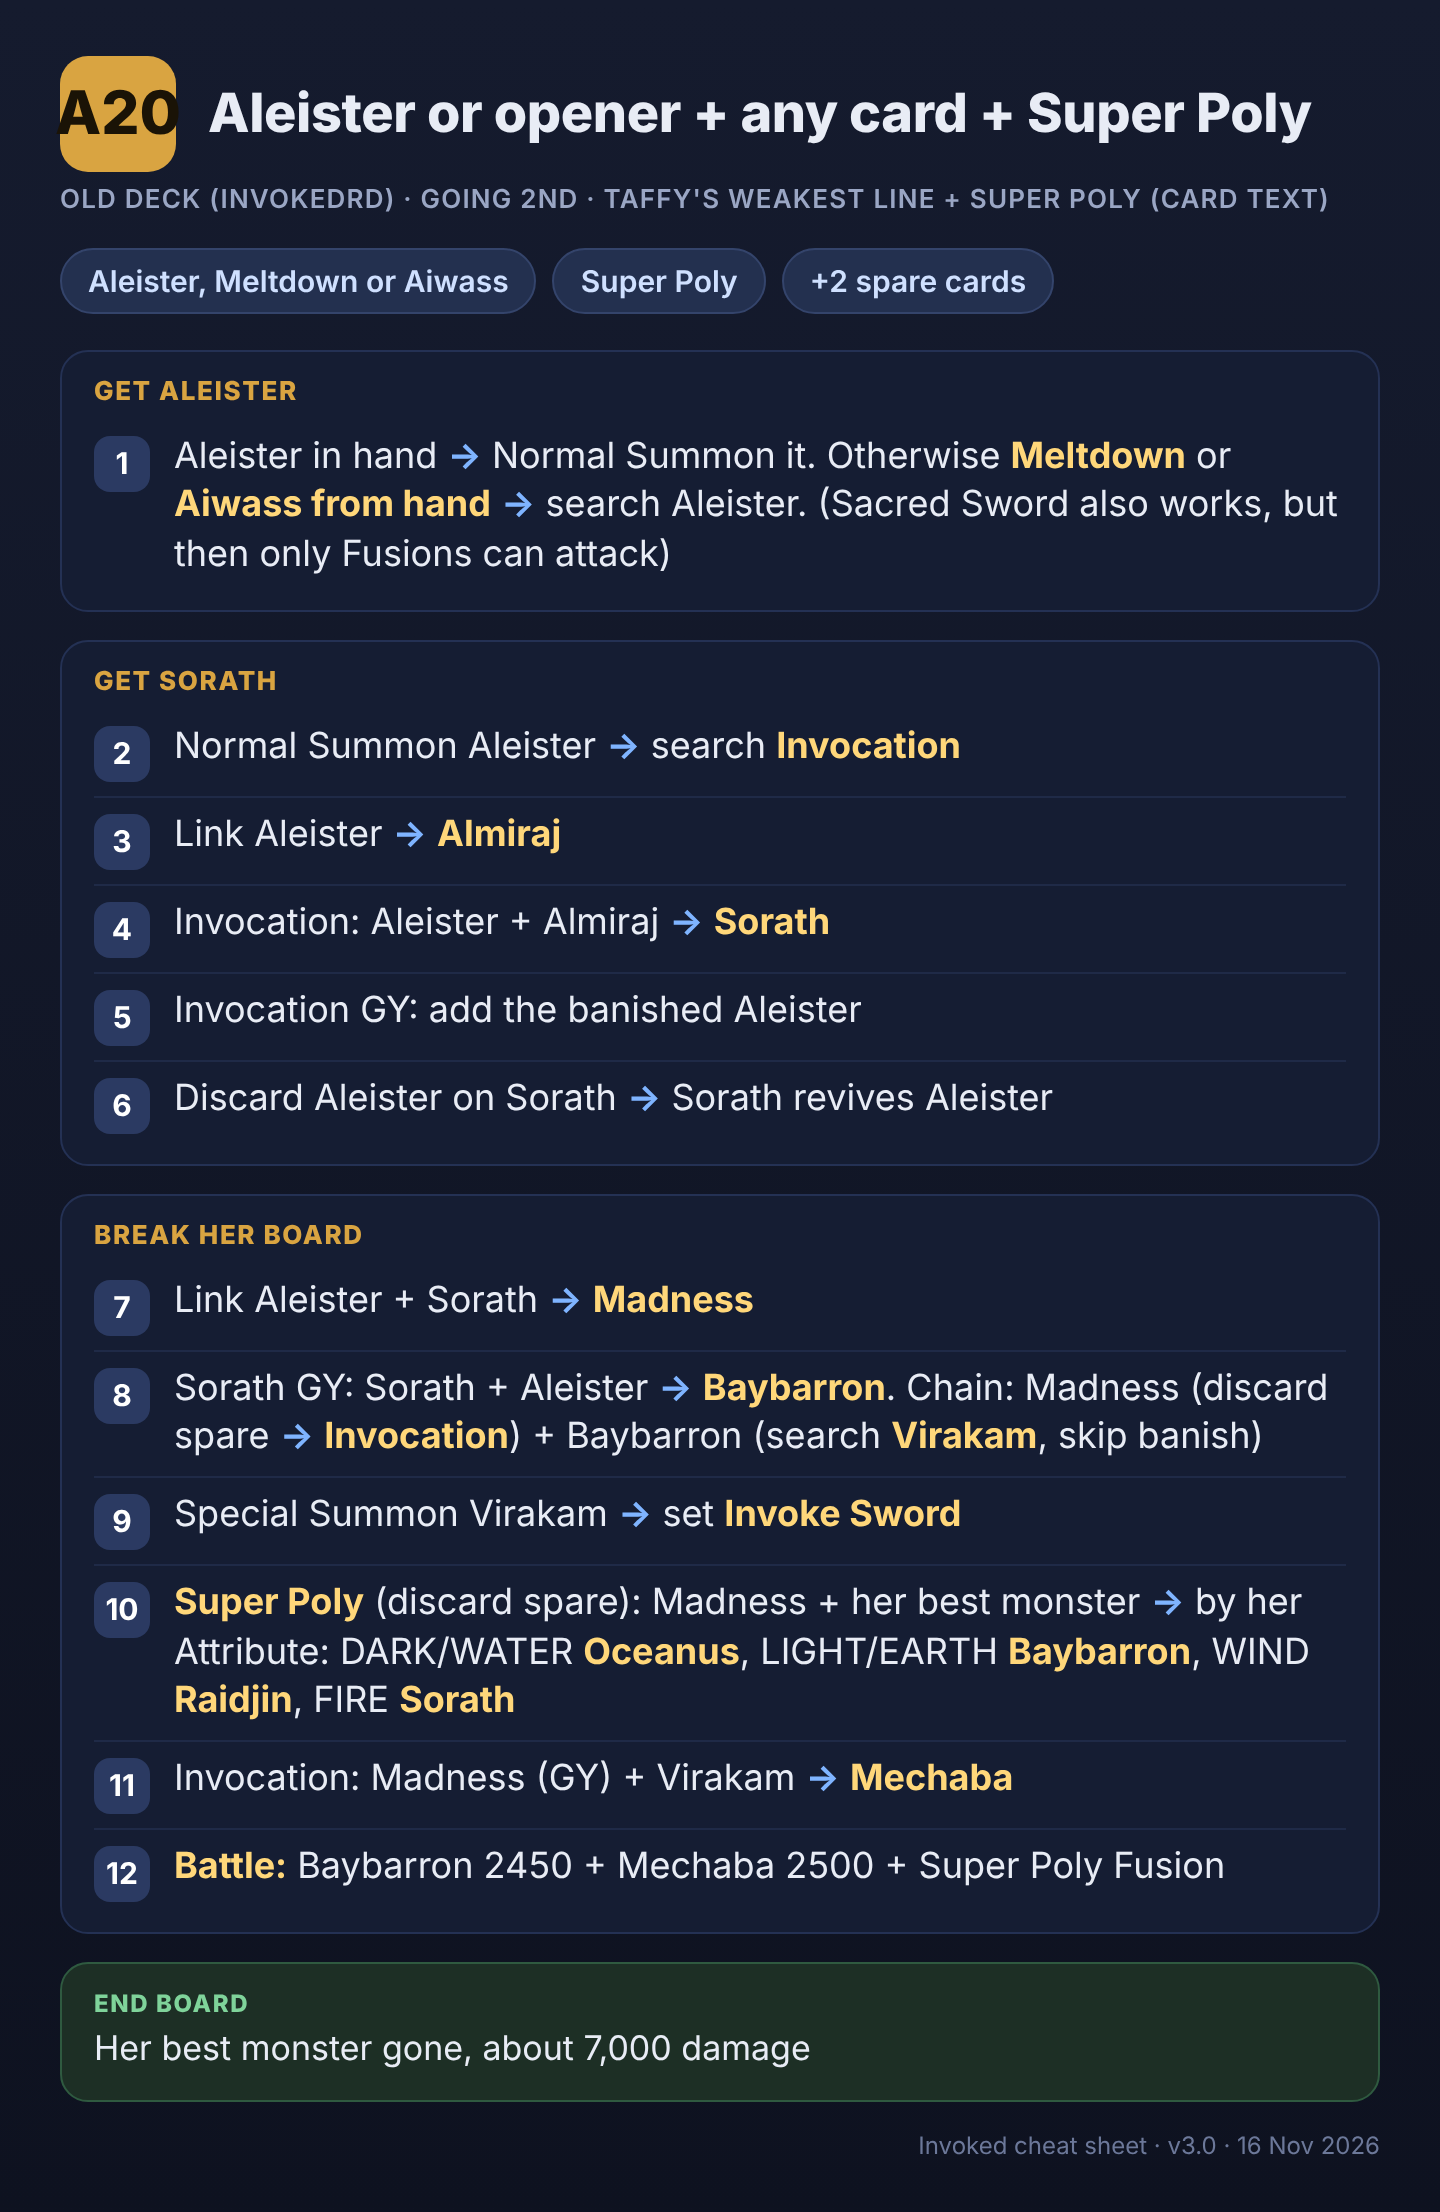 A20
Aleister or opener + any card + Super Poly
OLD DECK (INVOKEDRD) · GOING 2ND · TAFFY'S WEAKEST LINE + SUPER POLY (CARD TEXT)
Aleister, Meltdown or Aiwass
Super Poly
+2 spare cards
GET ALEISTER
1
Aleister in hand → Normal Summon it. Otherwise Meltdown or
Aiwass from hand → search Aleister. (Sacred Sword also works, but
then only Fusions can attack)
GET SORATH
2
Normal Summon Aleister → search Invocation
3
Link Aleister → Almiraj
4
Invocation: Aleister + Almiraj → Sorath
5
Invocation GY: add the banished Aleister
6
Discard Aleister on Sorath → Sorath revives Aleister
BREAK HER BOARD
7
Link Aleister + Sorath → Madness
8
Sorath GY: Sorath + Aleister → Baybarron. Chain: Madness (discard
spare → Invocation) + Baybarron (search Virakam, skip banish)
9
Special Summon Virakam → set Invoke Sword
10
Super Poly (discard spare): Madness + her best monster → by her
Attribute: DARK/WATER Oceanus, LIGHT/EARTH Baybarron, WIND
Raidjin, FIRE Sorath
11
Invocation: Madness (GY) + Virakam → Mechaba
12
Battle: Baybarron 2450 + Mechaba 2500 + Super Poly Fusion
END BOARD
Her best monster gone, about 7,000 damage
Invoked cheat sheet · v3.0 · 16 Nov 2026